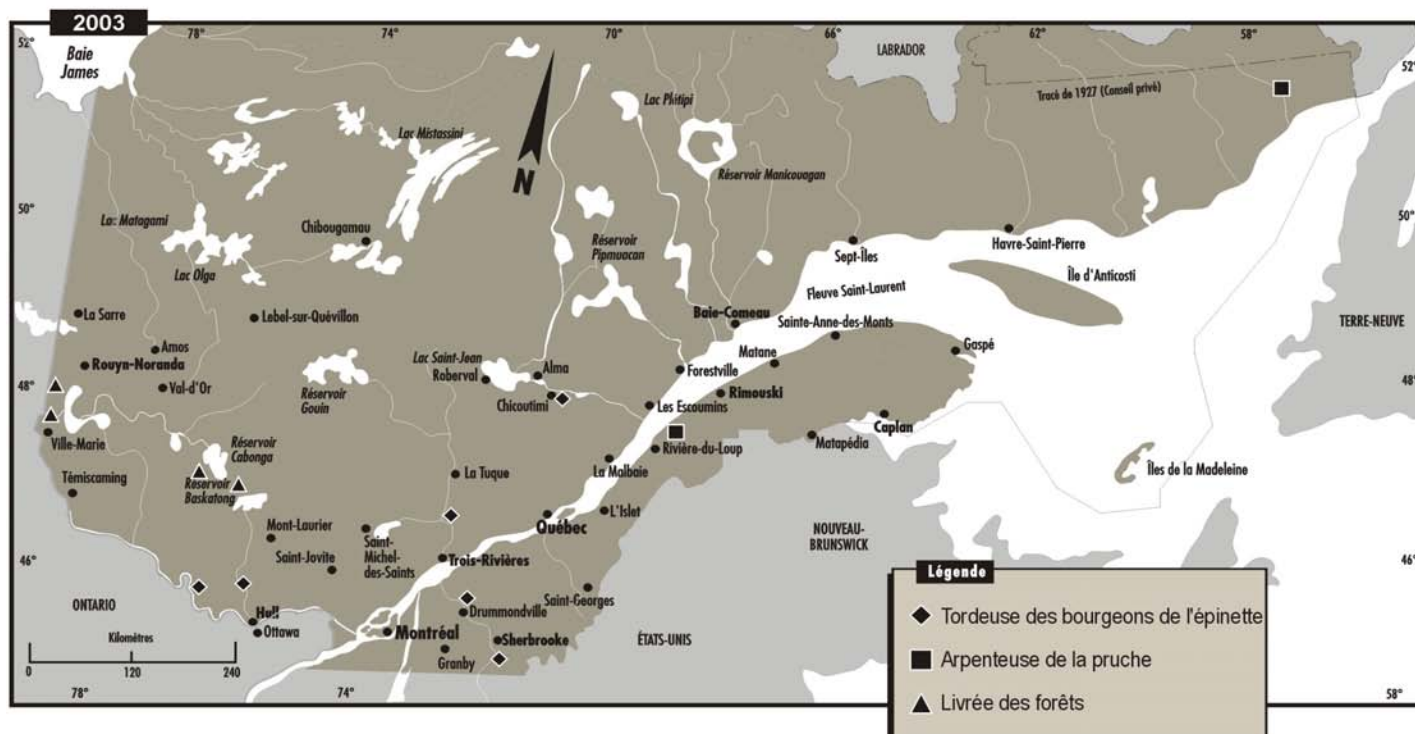 2003
78°
74°
70°
66°
62°
58°
52°
Baie
James
LABRADOR
52°
Tracé de 1927 (Conseil privé)
Lac Plétipi
Lac Mistassini
N
Réservoir Manicouagan
50°
Lac Matagami
Chibougamau
Lac Olga
Réservoir
Pipmuacan
Sept-Îles
Havre-Saint-Pierre
50°
Île d'Anticosti
Fleuve Saint-Laurent
La Sarre
Lebel-sur-Quévillon
Baie-Comeau
Sainte-Anne-des-Monts
TERRE-NEUVE
Amos
Rouyn-Noranda
Val-d'Or
Lac Saint-Jean
Roberval
Alma
Matane
Gaspé
Forestville
48°
Réservoir
Gouin
Chicoutimi
Les Escoumins
Rimouski
48°
Ville-Marie
Réservoir
Cabonga
Caplan
Matapédia
Rivière-du-Loup
Témiscaming
Réservoir
Baskatong
La Tuque
La Malbaie
Îles de la Madeleine
Mont-Laurier
Québec
L'Islet
NOUVEAU-
BRUNSWICK
46°
Saint-Jovite
Saint-
Michel-
des-Saints
Trois-Rivières
46°
Saint-Georges
ONTARIO
Hull
Ottawa
Drummondville
Montréal
Sherbrooke
Granby
ÉTATS-UNIS
Kilomètres
0
120
240
78°
74°
58°
Légende
Tordeuse des bourgeons de l'épinette
Arpenteuse de la pruche
Livrée des forêts